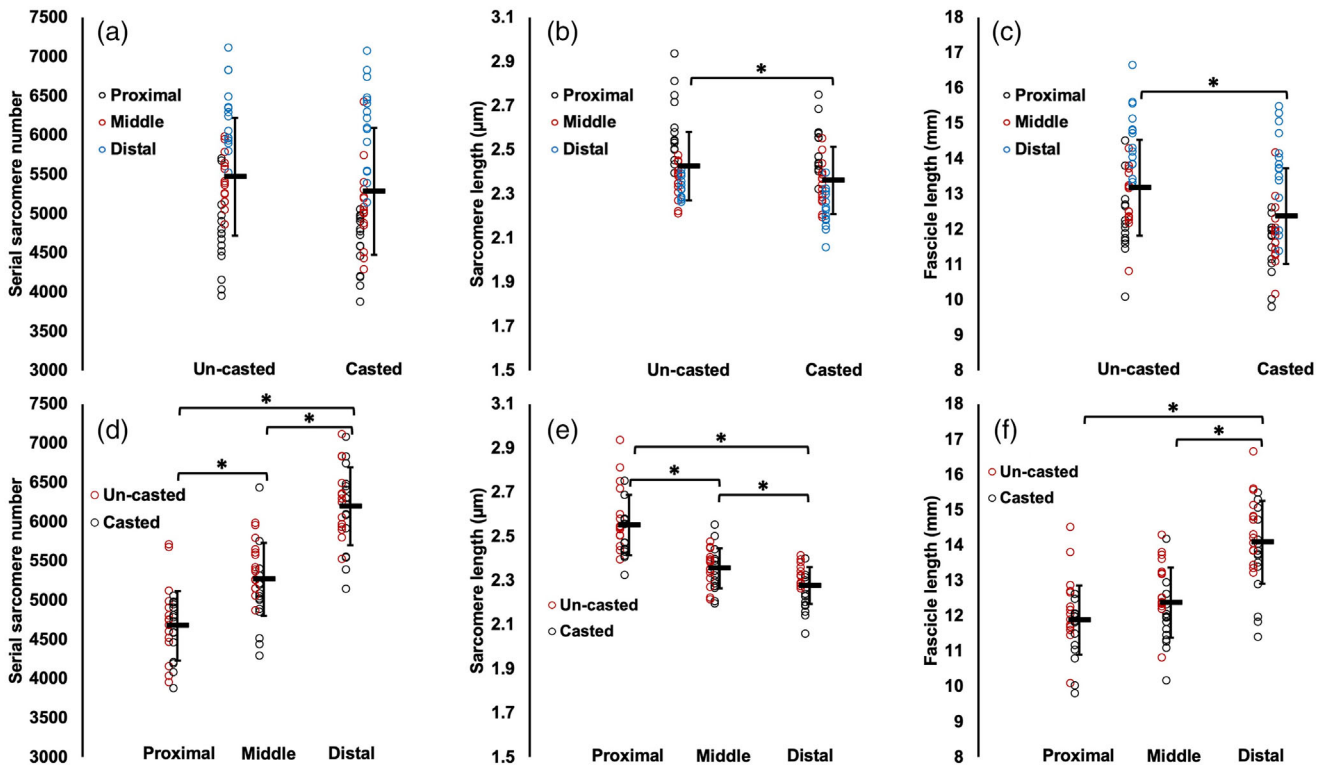 (a)
Serial sarcomere number
7500
7000
6500
6000
5500
5000
4500
4000
3500
3000
Proximal
Middle
Distal
Un-casted Casted
(b)
Sarcomere length (µm)
3.1
2.9
2.7
2.5
2.3
2.1
1.9
1.7
1.5
*
Proximal
Middle
Distal
Un-casted Casted
(c)
Fascicle length (mm)
18
17
16
15
14
13
12
11
10
9
8
*
Proximal
Middle
Distal
Un-casted Casted
(d)
Serial sarcomere number
7500
7000
6500
6000
5500
5000
4500
4000
3500
3000
*
*
*
Un-casted
Casted
Proximal Middle Distal
(e)
Sarcomere length (µm)
3.1
2.9
2.7
2.5
2.3
2.1
1.9
1.7
1.5
*
*
*
Un-casted
Casted
Proximal Middle Distal
(f)
Fascicle length (mm)
18
17
16
15
14
13
12
11
10
9
8
*
*
Un-casted
Casted
Proximal Middle Distal